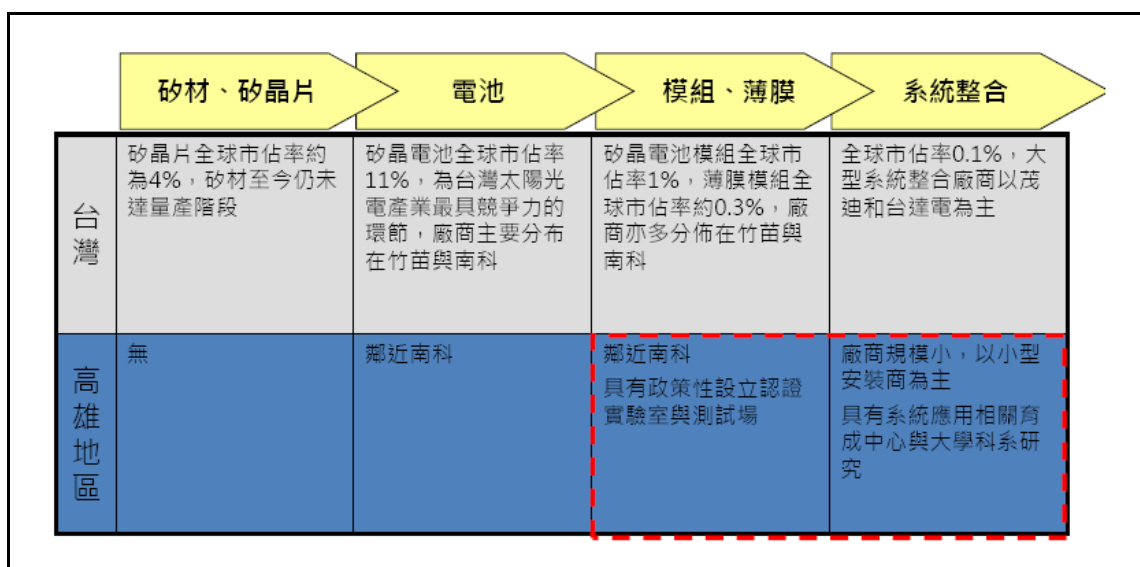 矽材、矽晶片
電池
模組、薄膜
系統整合
台灣
矽晶片全球市佔率約
為4%，矽材至今仍未
達量產階段
矽晶電池全球市佔率
11%，為台灣太陽光
電產業最具競爭力的
環節，廠商主要分布
在竹苗與南科
矽晶電池模組全球市
佔率1%，薄膜模組全
球市佔率約0.3%，廠
商亦多分佈在竹苗與
南科
全球市佔率0.1%，大
型系統整合廠商以茂
迪和台達電為主
高雄地區
無
鄰近南科
鄰近南科
具有政策性設立認證
實驗室與測試場
廠商規模小，以小型
安裝商為主
具有系統應用相關育
成中心與大學科系研
究